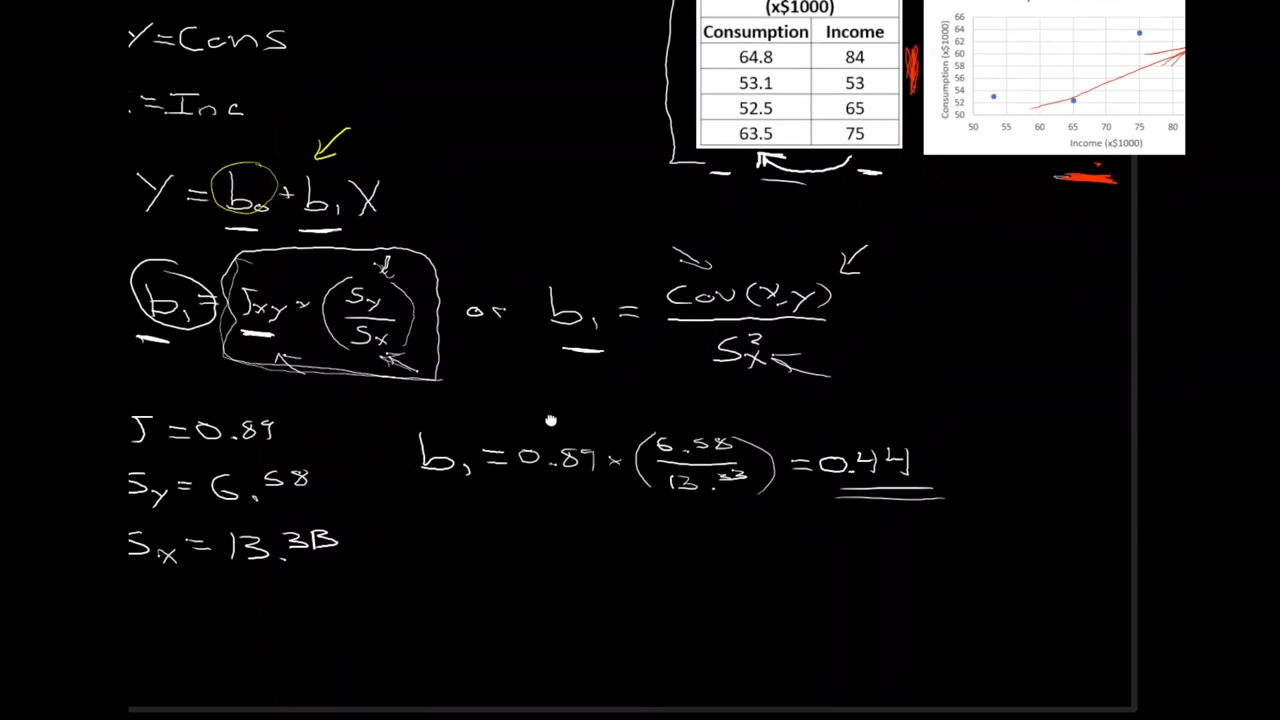 Y=Cons
:=Inc
(x$1000)
Consumption Income
64.8 84
53.1 53
52.5 65
63.5 75
Consumption (x$1000)
66
64
62
60
58
56
54
52
50
50 55 60 65 70 75 80
Income (x$1000)
Y = b₀ + b₁ X
b₁ = rxy × (Sy/Sx) or b₁ = Cov(x,y)/Sx²
r = 0.89
Sy = 6.58
Sx = 13.33
b₁ = 0.89 × (6.58/13.33) = 0.44